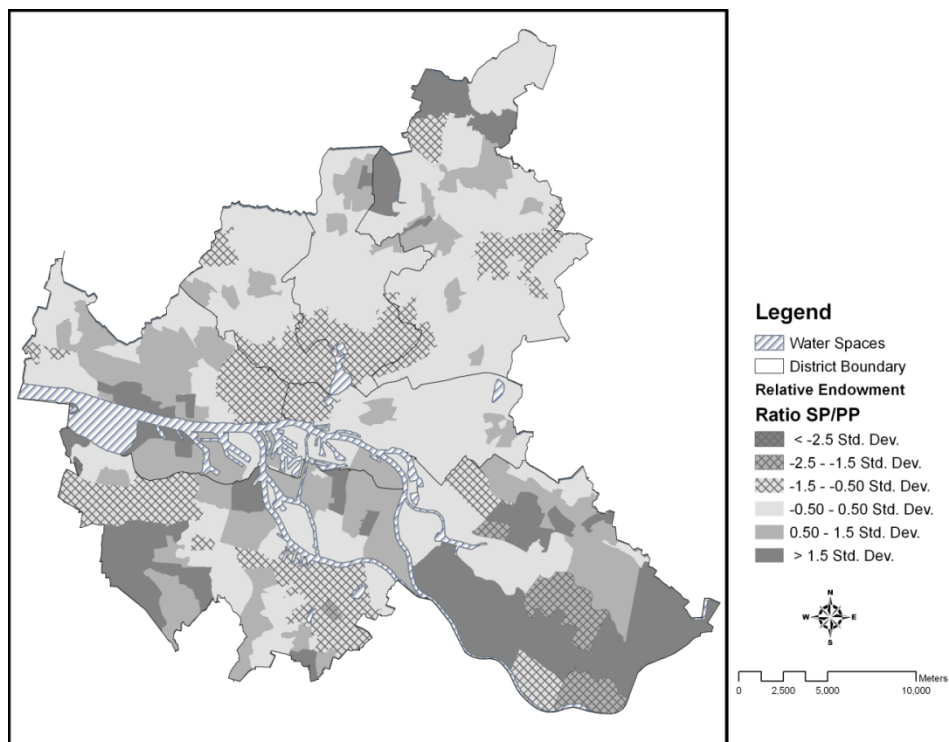 Legend
Water Spaces
District Boundary
Relative Endowment
Ratio SP/PP
< -2.5 Std. Dev.
-2.5 - -1.5 Std. Dev.
-1.5 - -0.50 Std. Dev.
-0.50 - 0.50 Std. Dev.
0.50 - 1.5 Std. Dev.
> 1.5 Std. Dev.
N
W E
S
Meters
0 2,500 5,000 10,000